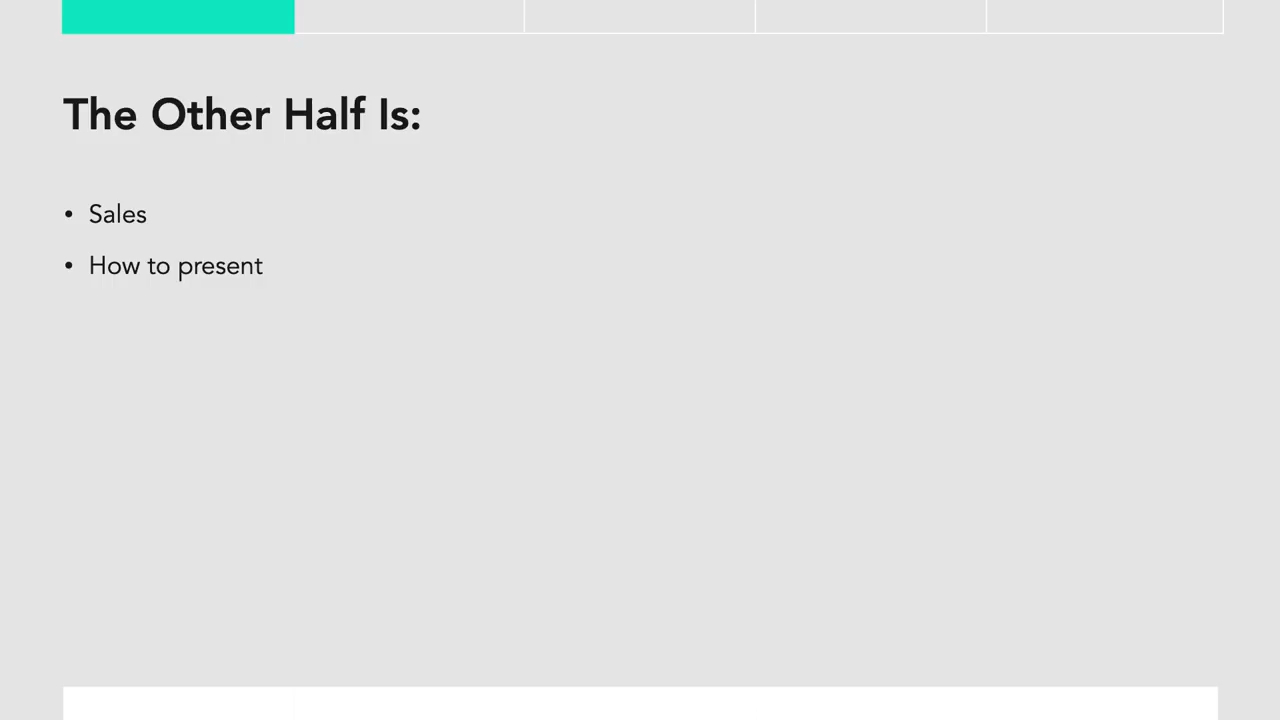 The Other Half Is:
• Sales
• How to present